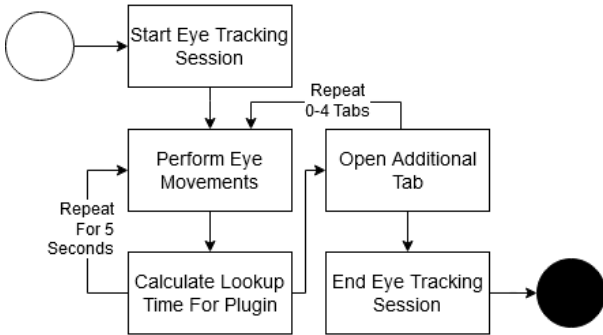 Start Eye Tracking
Session
Repeat
0-4 Tabs
Perform Eye
Movements
Open Additional
Tab
Repeat
For 5
Seconds
Calculate Lookup
Time For Plugin
End Eye Tracking
Session